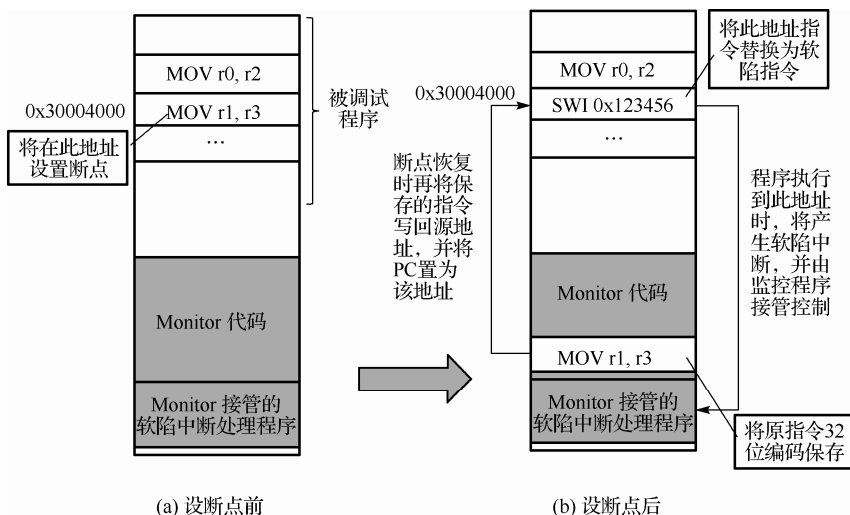 MOV r0, r2
0x30004000
MOV r1, r3
…
将在此地址
设置断点
被调试
程序
Monitor 代码
Monitor 接管的
软陷中断处理程序
(a) 设断点前
将此地址指
令替换为软
陷指令
MOV r0, r2
0x30004000
SWI 0x123456
…
断点恢复
时再将保
存的指令
写回源地
址，并将
PC置为
该地址
程序执行
到此地址
时，将产
生软陷中
断，并由
监控程序
接管控制
Monitor 代码
MOV r1, r3
Monitor 接管的
软陷中断处理程序
将原指令32
位编码保存
(b) 设断点后